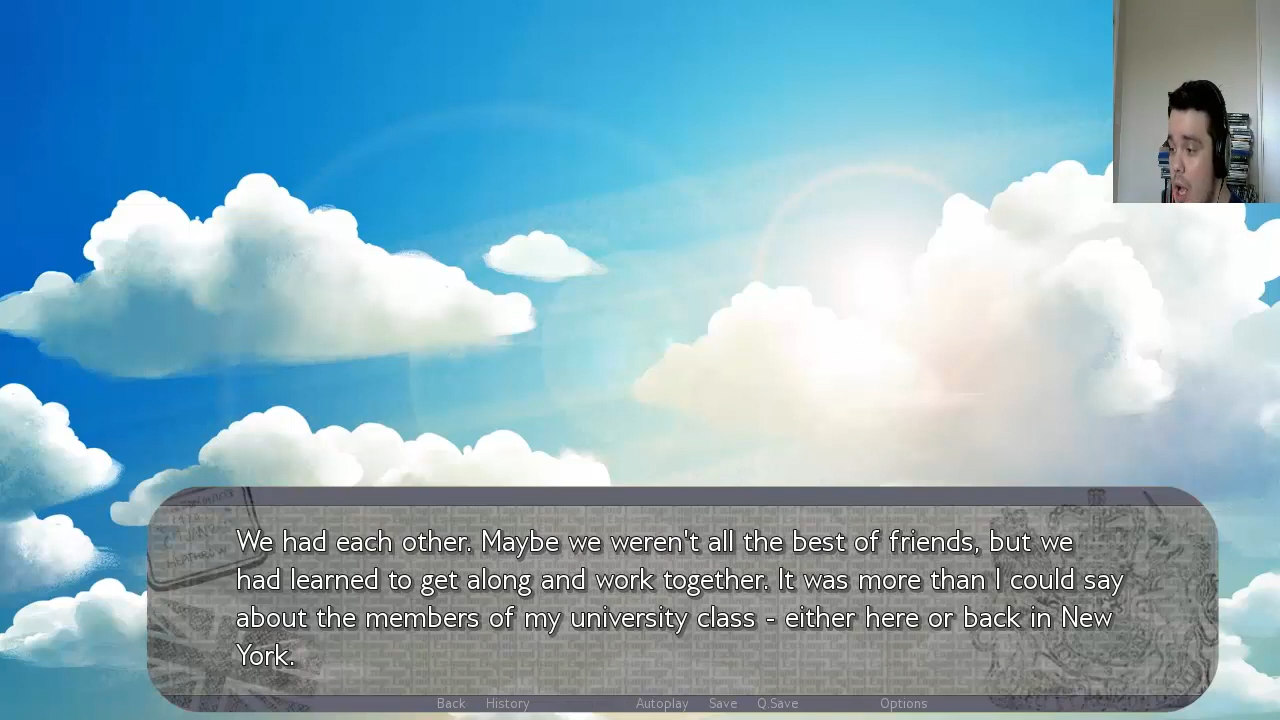 We had each other. Maybe we weren't all the best of friends, but we
had learned to get along and work together. It was more than I could say
about the members of my university class - either here or back in New
York.
Back History Autoplay Save Q.Save Options